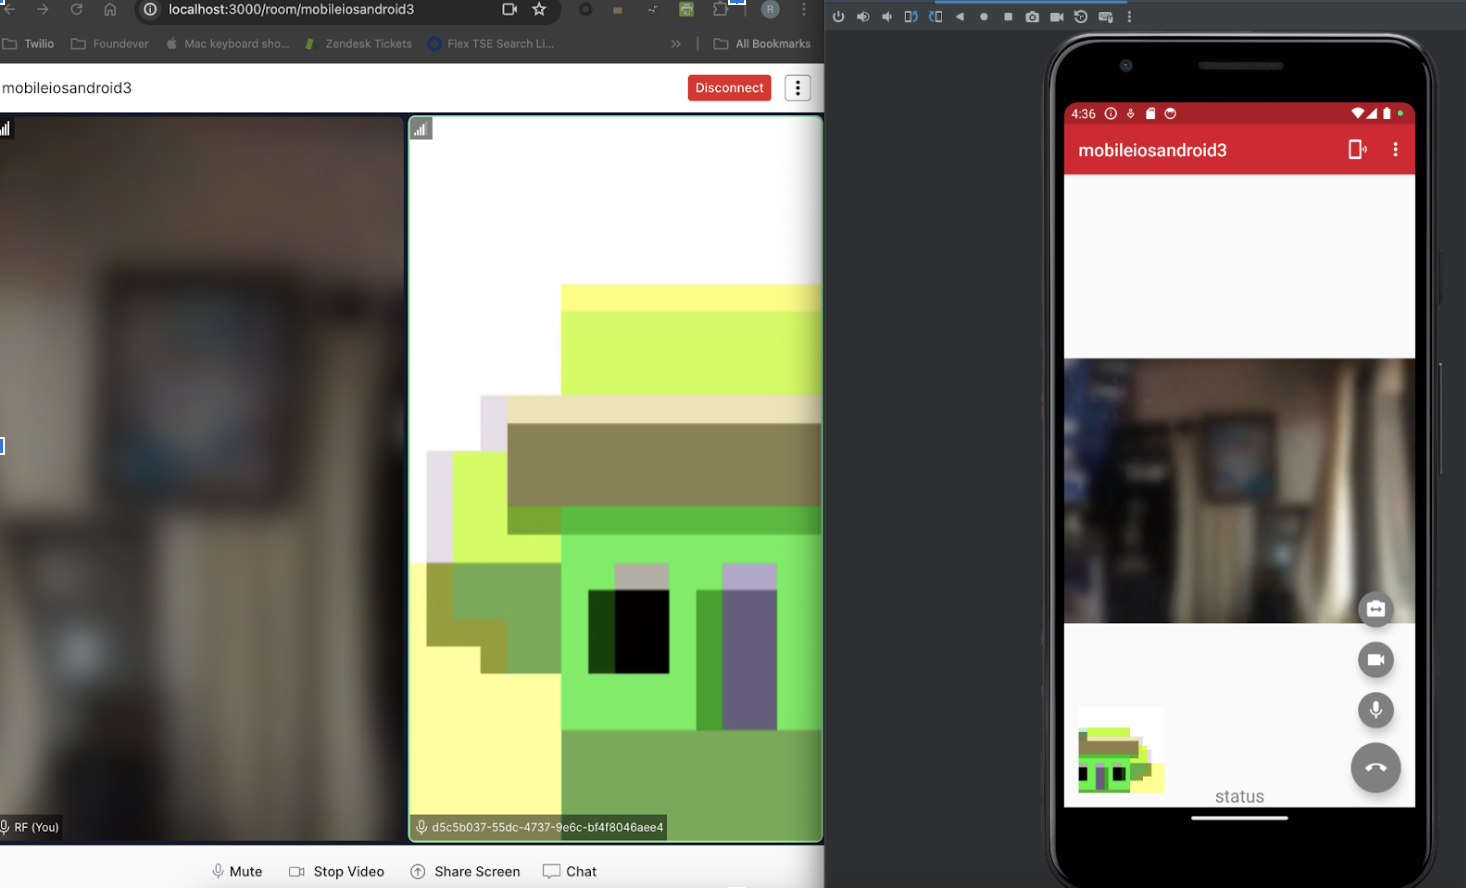 localhost:3000/room/mobileiosandroid3
R
Twilio
Foundever
Mac keyboard sho...
Zendesk Tickets
Flex TSE Search Li...
»
All Bookmarks
mobileiosandroid3
Disconnect
RF (You)
d5c5b037-55dc-4737-9e6c-bf4f8046aee4
Mute
Stop Video
Share Screen
Chat
4:36
mobileiosandroid3
status